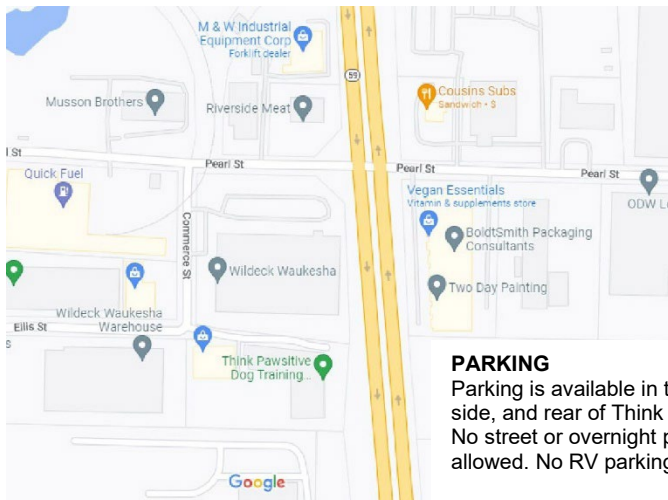 M & W Industrial
Equipment Corp
Forklift dealer
59
Musson Brothers
Riverside Meat
Cousins Subs
Sandwich • $
St
Pearl St
Pearl St
Pearl St
Quick Fuel
Vegan Essentials
Vitamin & supplements store
ODW
BoldtSmith Packaging
Consultants
Commerce St
Wildeck Waukesha
Two Day Painting
Wildeck Waukesha
Warehouse
Ellis St
Think Pawsitive
Dog Training...
PARKING
Parking is available in
side, and rear of Think
No street or overnight
allowed. No RV parking
Google